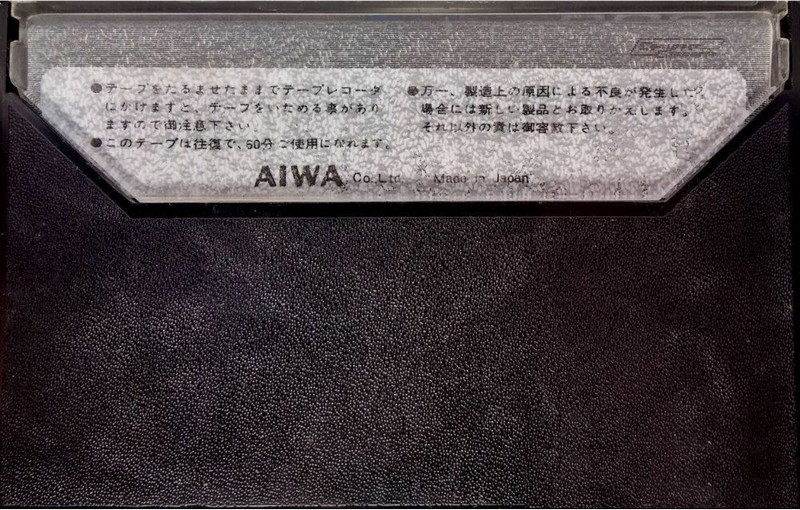 ●テープをたるませたままでテープレコーダ
にかけますと、テープをいためる事があり
ますので御注意下さい
●このテープは往復で、60分ご使用になれます。
●万一、製造上の原因による不良が発生した
場合には新しい製品とお取りかえします。
それ以外の責は御容赦下さい。
AIWA Co.,Ltd. Made in Japan